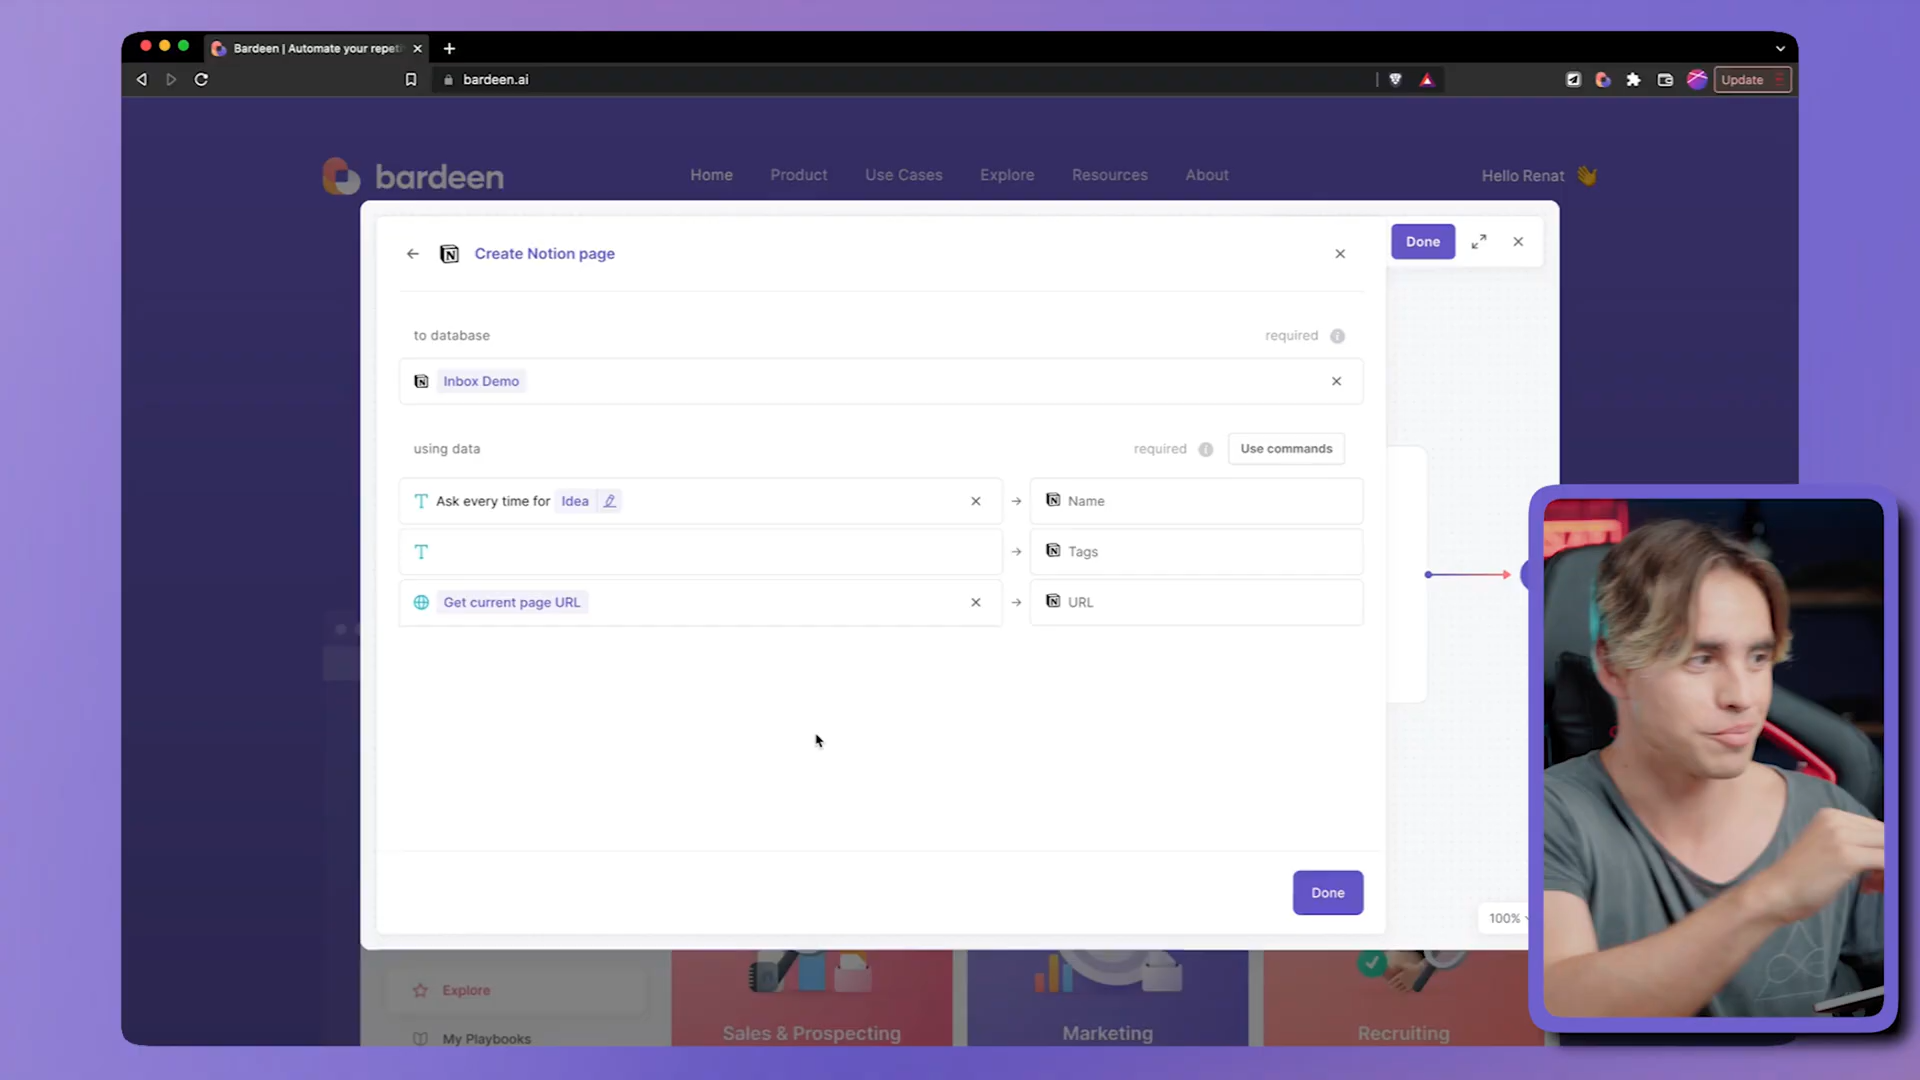 Bardeen | Automate your repeti
bardeen.ai
Update
bardeen
Home
Product
Use Cases
Explore
Resources
About
Hello Renat 👋
Create Notion page
Done
to database
required
Inbox Demo
using data
required
Use commands
Ask every time for Idea
Name
Tags
Get current page URL
URL
Done
100%
Explore
My Playbooks
Sales & Prospecting
Marketing
Recruiting